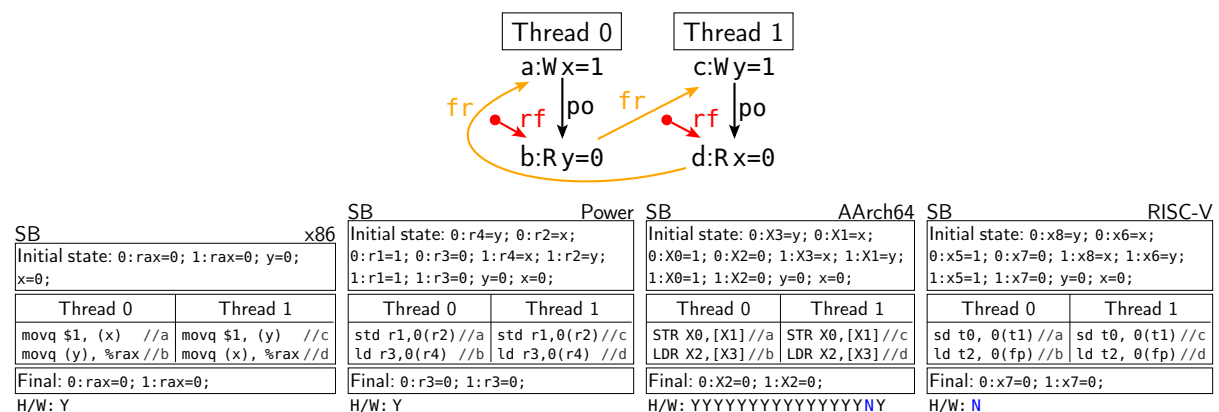 Thread 0 Thread 1
a:W x=1 c:W y=1
fr po fr po
rf rf
b:R y=0 d:R x=0
SB x86
Initial state: 0:rax=0; 1:rax=0; y=0;
x=0;
Thread 0 Thread 1
movq $1, (x) //a movq $1, (y) //c
movq (y), %rax //b movq (x), %rax //d
Final: 0:rax=0; 1:rax=0;
H/W: Y
SB Power
Initial state: 0:r4=y; 0:r2=x;
0:r1=1; 0:r3=0; 1:r4=x; 1:r2=y;
1:r1=1; 1:r3=0; y=0; x=0;
Thread 0 Thread 1
std r1,0(r2) //a std r1,0(r2) //c
ld r3,0(r4) //b ld r3,0(r4) //d
Final: 0:r3=0; 1:r3=0;
H/W: Y
SB AArch64
Initial state: 0:X3=y; 0:X1=x;
0:X0=1; 0:X2=0; 1:X3=x; 1:X1=y;
1:X0=1; 1:X2=0; y=0; x=0;
Thread 0 Thread 1
STR X0,[X1] //a STR X0,[X1] //c
LDR X2,[X3] //b LDR X2,[X3] //d
Final: 0:X2=0; 1:X2=0;
H/W: YYYYYYYYYYYYYYYNY
SB RISC-V
Initial state: 0:x8=y; 0:x6=x;
0:x5=1; 0:x7=0; 1:x8=x; 1:x6=y;
1:x5=1; 1:x7=0; y=0; x=0;
Thread 0 Thread 1
sd t0, 0(t1) //a sd t0, 0(t1) //c
ld t2, 0(fp) //b ld t2, 0(fp) //d
Final: 0:x7=0; 1:x7=0;
H/W: N